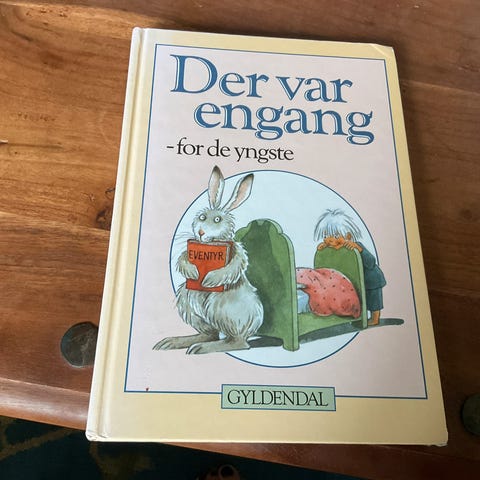 Der var
engang
-for de yngste
EVENTYR
GYLDENDAL